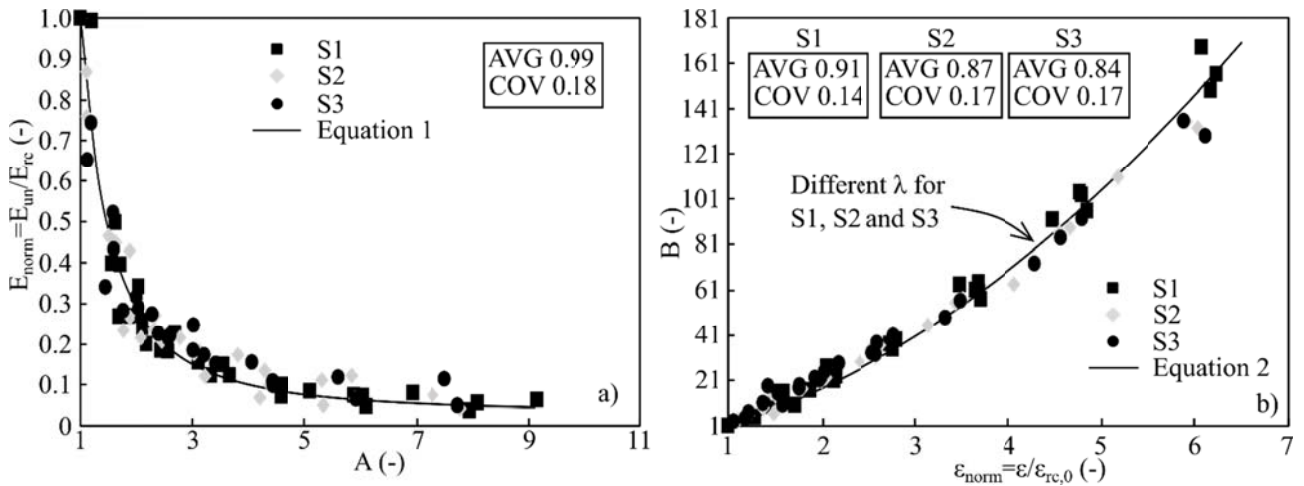 1.0
0.9
0.8
0.7
0.6
0.5
0.4
0.3
0.2
0.1
0
E_norm=E_un/E_rc (-)
S1
S2
S3
Equation 1
AVG 0.99
COV 0.18
a)
1 3 5 7 9 11
A (-)
181
161
141
121
101
81
61
41
21
1
B (-)
S1 S2 S3
AVG 0.91 AVG 0.87 AVG 0.84
COV 0.14 COV 0.17 COV 0.17
Different λ for
S1, S2 and S3
S1
S2
S3
Equation 2
b)
1 2 3 4 5 6 7
ε_norm=ε/ε_rc,0 (-)